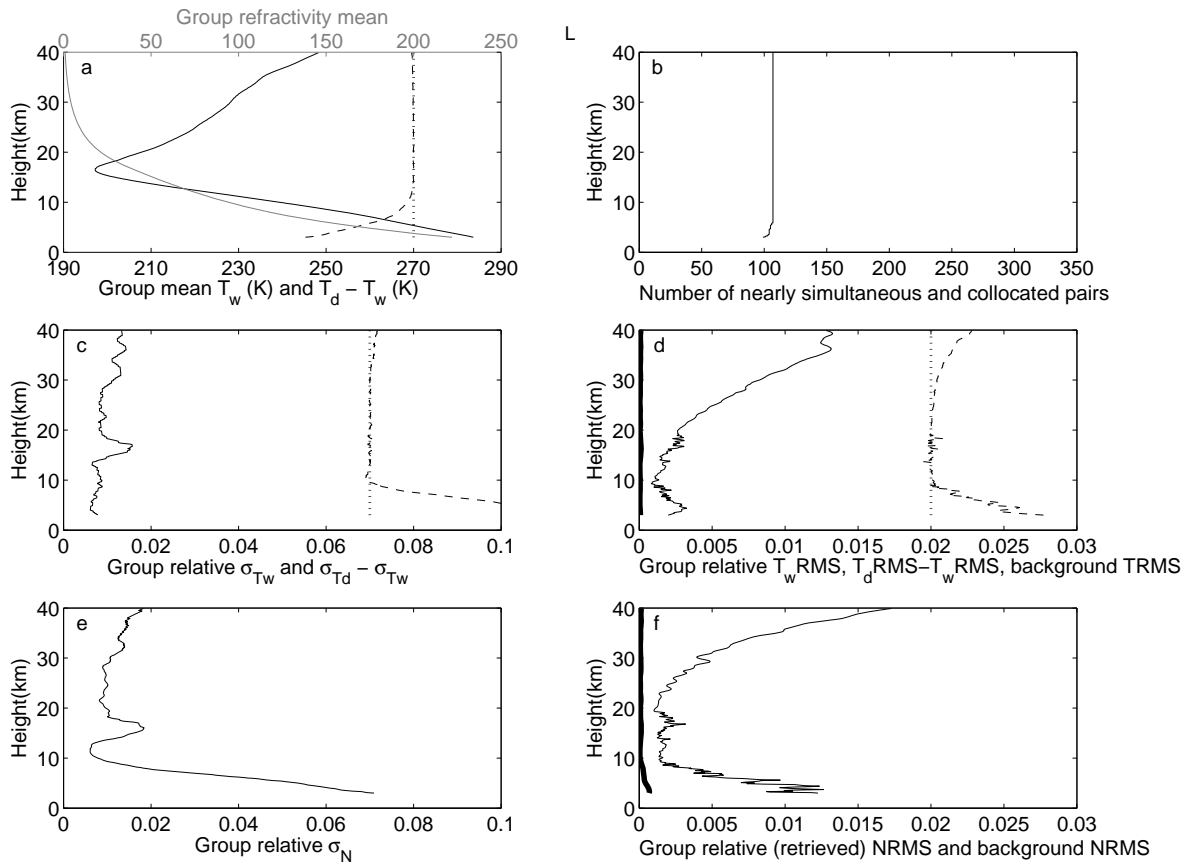 L
Group refractivity mean
0 50 100 150 200 250
a
40
30
20
10
0
Height(km)
190 210 230 250 270 290
Group mean T_w (K) and T_d − T_w (K)
b
40
30
20
10
0
Height(km)
0 50 100 150 200 250 300 350
Number of nearly simultaneous and collocated pairs
c
40
30
20
10
0
Height(km)
0 0.02 0.04 0.06 0.08 0.1
Group relative σ_Tw and σ_Td − σ_Tw
d
40
30
20
10
0
Height(km)
0 0.005 0.01 0.015 0.02 0.025 0.03
Group relative T_wRMS, T_dRMS−T_wRMS, background TRMS
e
40
30
20
10
0
Height(km)
0 0.02 0.04 0.06 0.08 0.1
Group relative σ_N
f
40
30
20
10
0
Height(km)
0 0.005 0.01 0.015 0.02 0.025 0.03
Group relative (retrieved) NRMS and background NRMS